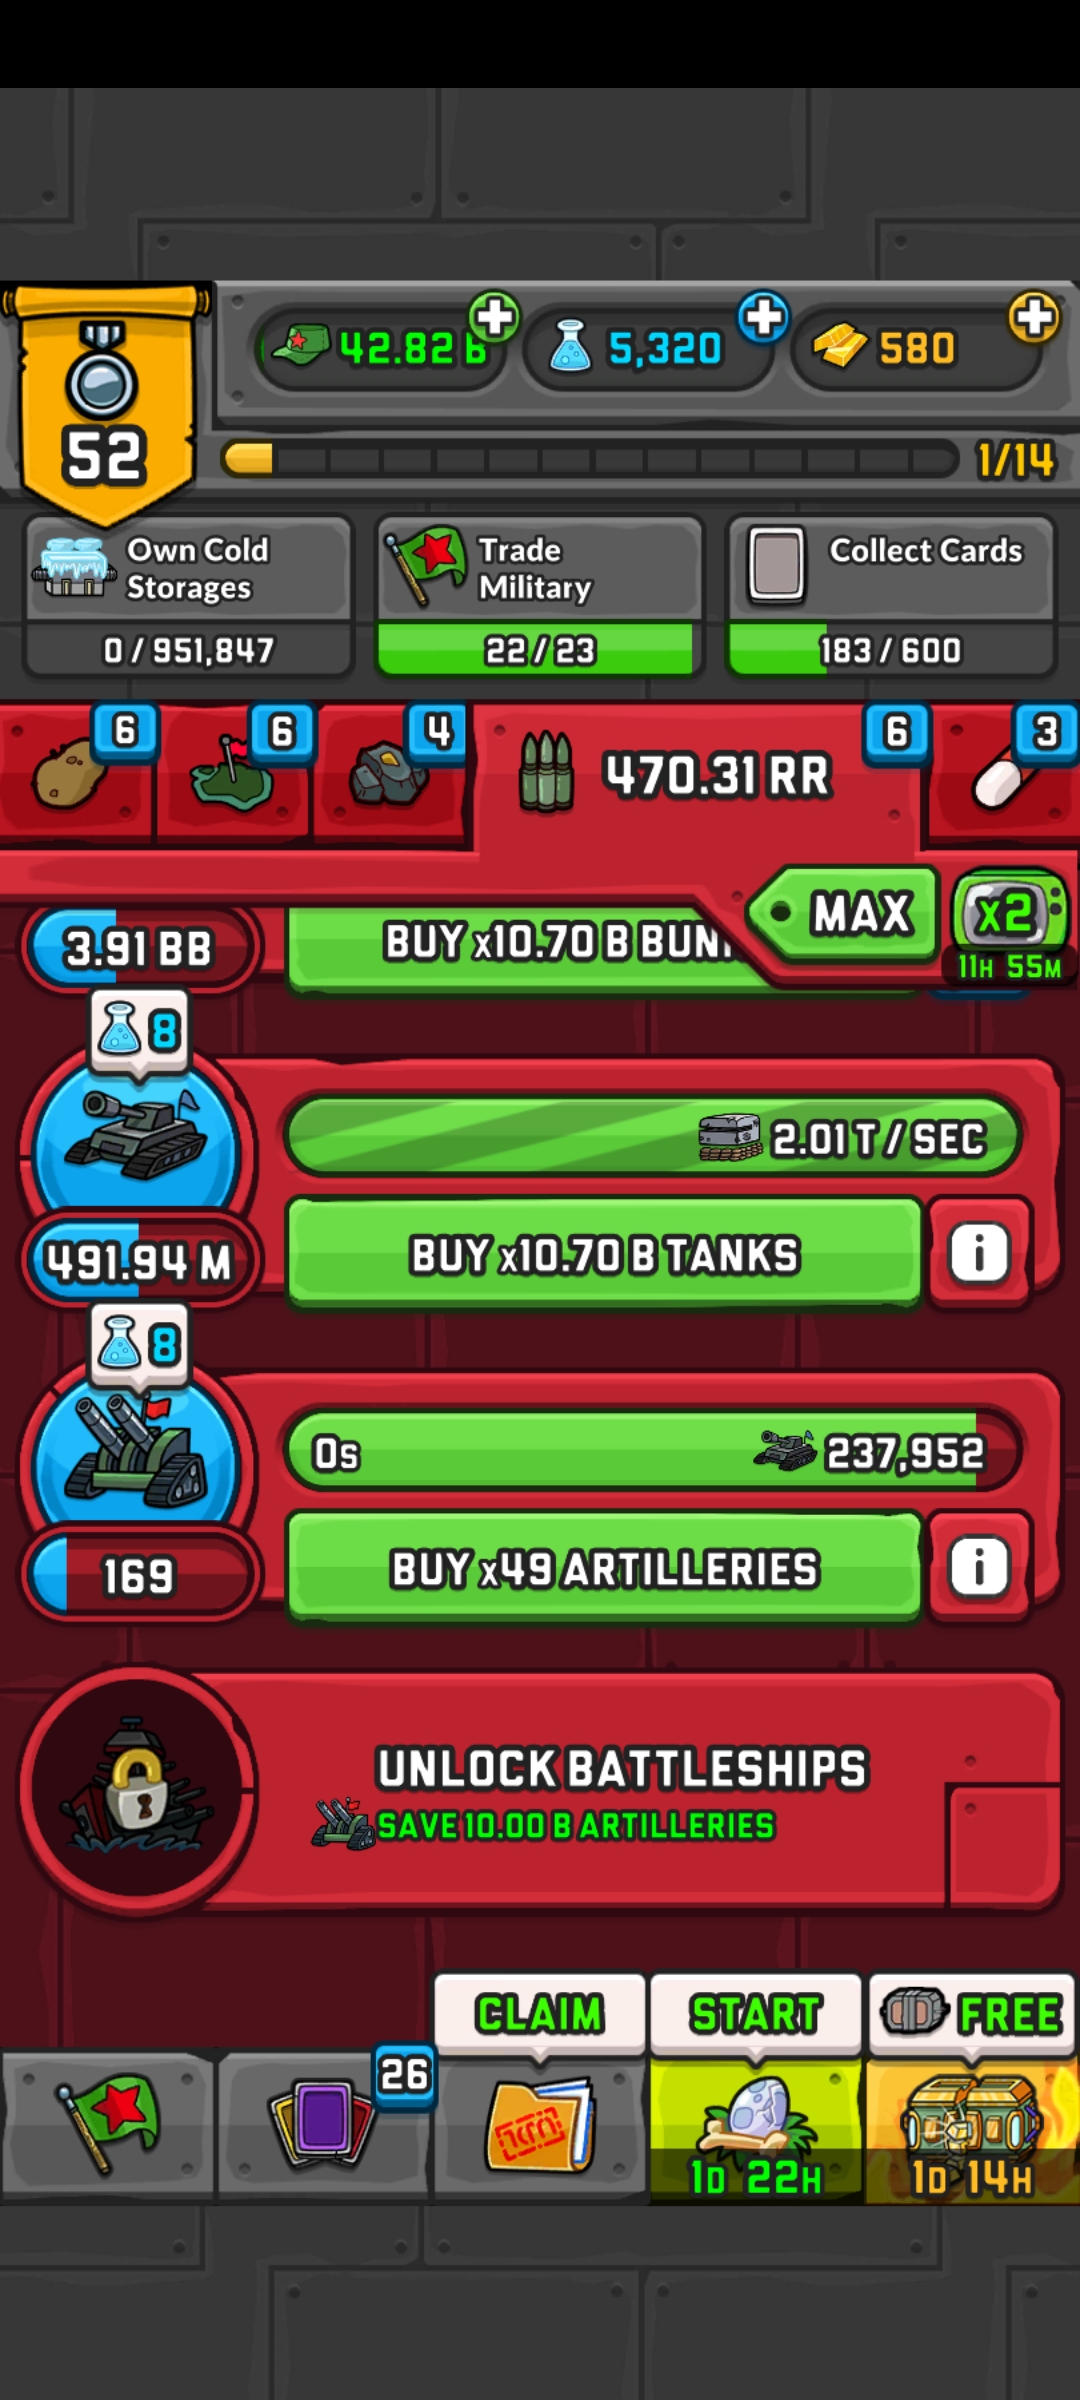 42.82 B
5,320
580
52
1/14
Own Cold
Storages
0 / 951,847
Trade
Military
22 / 23
Collect Cards
183 / 600
6
6
4
470.31 RR
6
3
MAX
x2
11H 55M
3.91 BB
BUY x10.70 B BUN
8
2.01 T / SEC
491.94 M
BUY x10.70 B TANKS
i
8
0s
237,952
169
BUY x49 ARTILLERIES
i
UNLOCK BATTLESHIPS
SAVE 10.00 B ARTILLERIES
CLAIM
START
FREE
26
1D 22H
1D 14H